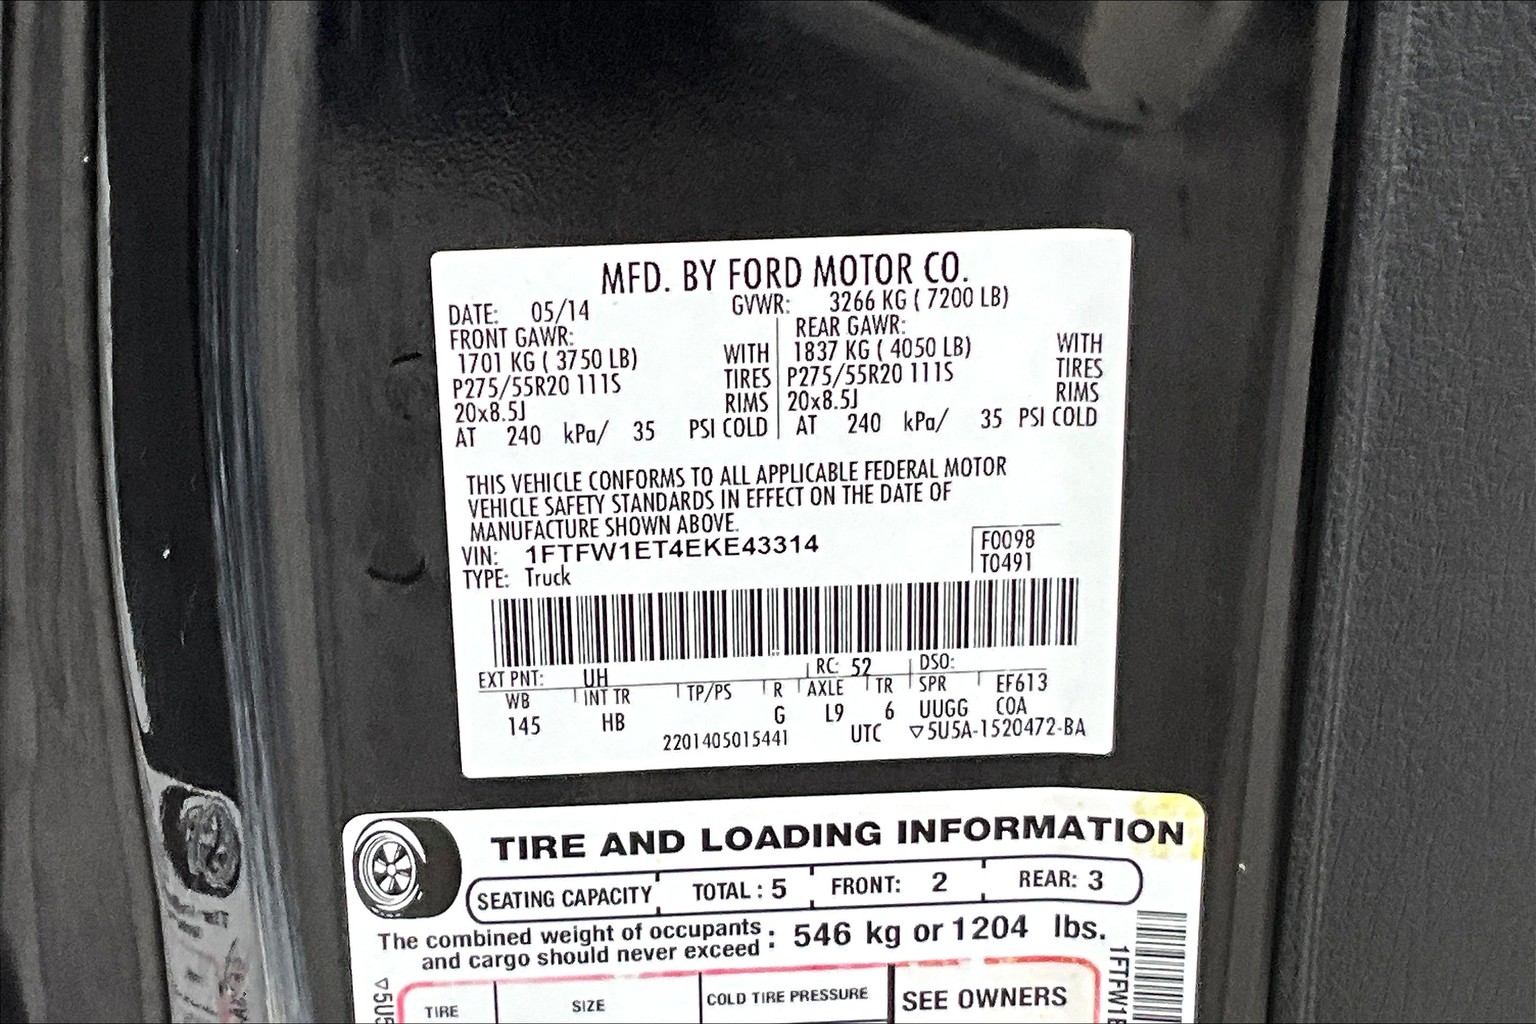 MFD. BY FORD MOTOR CO.
DATE: 05/14 GVWR: 3266 KG ( 7200 LB)
FRONT GAWR: REAR GAWR:
1701 KG ( 3750 LB) WITH 1837 KG ( 4050 LB) WITH
P275/55R20 111S TIRES P275/55R20 111S TIRES
20x8.5J RIMS 20x8.5J RIMS
AT 240 kPa/ 35 PSI COLD AT 240 kPa/ 35 PSI COLD
THIS VEHICLE CONFORMS TO ALL APPLICABLE FEDERAL MOTOR
VEHICLE SAFETY STANDARDS IN EFFECT ON THE DATE OF
MANUFACTURE SHOWN ABOVE.
VIN: 1FTFW1ET4EKE43314 F0098
TYPE: Truck T0491
EXT PNT: UH RC: 52 DSO:
WB INT TR TP/PS R AXLE TR SPR EF613
145 HB G L9 6 UUGG COA
2201405015441 UTC ▽5U5A-1520472-BA
TIRE AND LOADING INFORMATION
SEATING CAPACITY TOTAL : 5 FRONT: 2 REAR: 3
The combined weight of occupants
and cargo should never exceed : 546 kg or 1204 lbs.
TIRE SIZE COLD TIRE PRESSURE SEE OWNERS
▽5U5
1FTFW1E